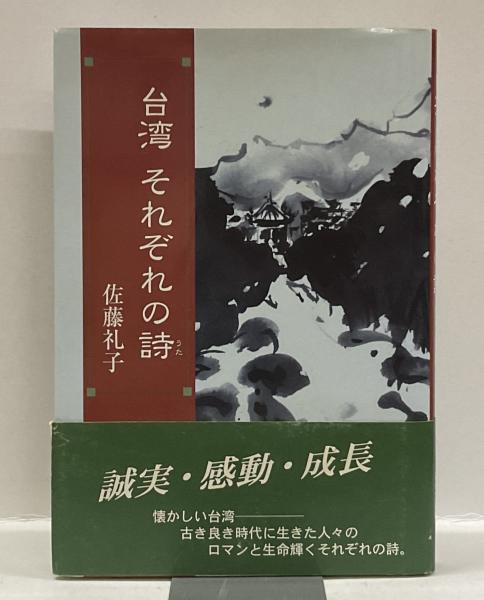 台湾 それぞれの詩
うた
佐藤礼子
誠実・感動・成長
懐かしい台湾―――
古き良き時代に生きた人々の
ロマンと生命輝くそれぞれの詩。